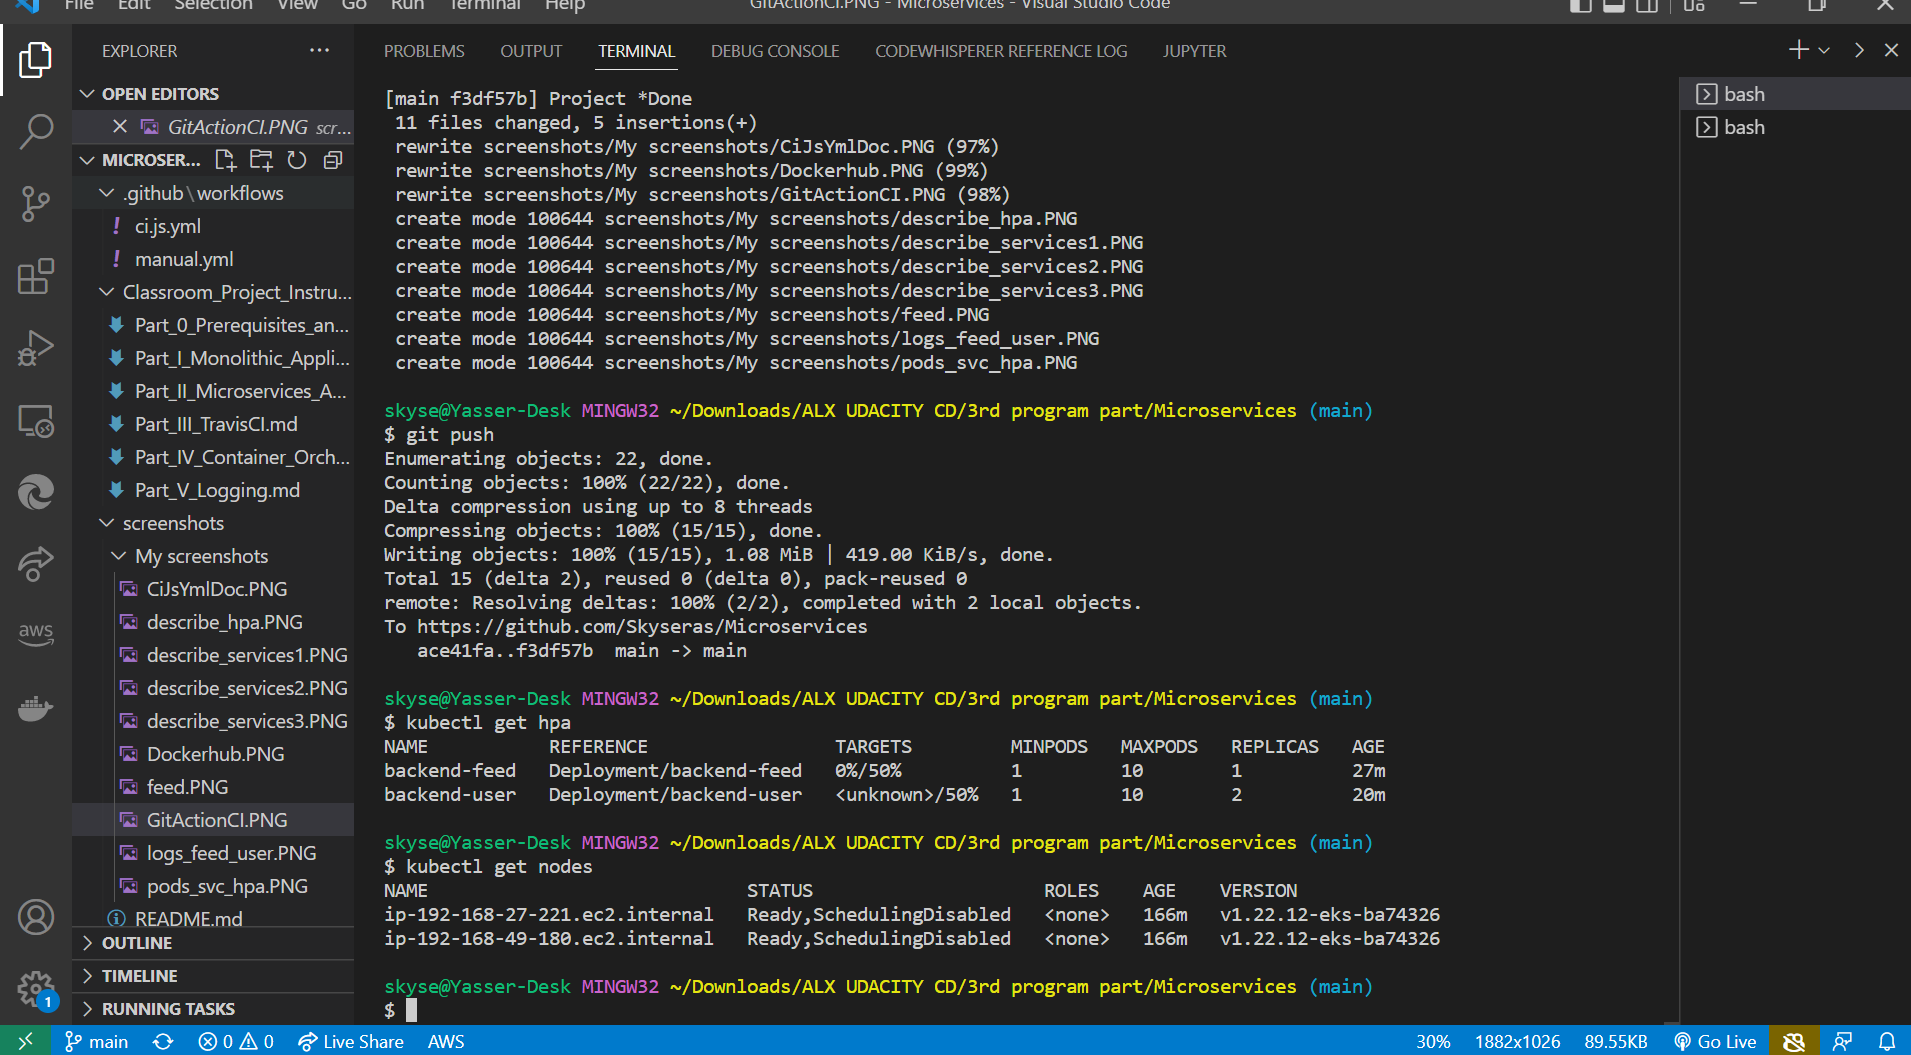 File Edit Selection View Go Run Terminal Help GitActionCI.PNG - Microservices - Visual Studio Code
EXPLORER
OPEN EDITORS
GitActionCI.PNG scr...
MICROSER...
.github\workflows
! ci.js.yml
! manual.yml
Classroom_Project_Instru...
Part_0_Prerequisites_an...
Part_I_Monolithic_Appli...
Part_II_Microservices_A...
Part_III_TravisCI.md
Part_IV_Container_Orch...
Part_V_Logging.md
screenshots
My screenshots
CiJsYmlDoc.PNG
describe_hpa.PNG
describe_services1.PNG
describe_services2.PNG
describe_services3.PNG
Dockerhub.PNG
feed.PNG
GitActionCI.PNG
logs_feed_user.PNG
pods_svc_hpa.PNG
README.md
OUTLINE
TIMELINE
RUNNING TASKS
aws
1
PROBLEMS OUTPUT TERMINAL DEBUG CONSOLE CODEWHISPERER REFERENCE LOG JUPYTER
[main f3df57b] Project *Done
11 files changed, 5 insertions(+)
rewrite screenshots/My screenshots/CiJsYmlDoc.PNG (97%)
rewrite screenshots/My screenshots/Dockerhub.PNG (99%)
rewrite screenshots/My screenshots/GitActionCI.PNG (98%)
create mode 100644 screenshots/My screenshots/describe_hpa.PNG
create mode 100644 screenshots/My screenshots/describe_services1.PNG
create mode 100644 screenshots/My screenshots/describe_services2.PNG
create mode 100644 screenshots/My screenshots/describe_services3.PNG
create mode 100644 screenshots/My screenshots/feed.PNG
create mode 100644 screenshots/My screenshots/logs_feed_user.PNG
create mode 100644 screenshots/My screenshots/pods_svc_hpa.PNG
skyse@Yasser-Desk MINGW32 ~/Downloads/ALX UDACITY CD/3rd program part/Microservices (main)
$ git push
Enumerating objects: 22, done.
Counting objects: 100% (22/22), done.
Delta compression using up to 8 threads
Compressing objects: 100% (15/15), done.
Writing objects: 100% (15/15), 1.08 MiB | 419.00 KiB/s, done.
Total 15 (delta 2), reused 0 (delta 0), pack-reused 0
remote: Resolving deltas: 100% (2/2), completed with 2 local objects.
To https://github.com/Skyseras/Microservices
ace41fa..f3df57b main -> main
skyse@Yasser-Desk MINGW32 ~/Downloads/ALX UDACITY CD/3rd program part/Microservices (main)
$ kubectl get hpa
NAME REFERENCE TARGETS MINPODS MAXPODS REPLICAS AGE
backend-feed Deployment/backend-feed 0%/50% 1 10 1 27m
backend-user Deployment/backend-user <unknown>/50% 1 10 2 20m
skyse@Yasser-Desk MINGW32 ~/Downloads/ALX UDACITY CD/3rd program part/Microservices (main)
$ kubectl get nodes
NAME STATUS ROLES AGE VERSION
ip-192-168-27-221.ec2.internal Ready,SchedulingDisabled <none> 166m v1.22.12-eks-ba74326
ip-192-168-49-180.ec2.internal Ready,SchedulingDisabled <none> 166m v1.22.12-eks-ba74326
skyse@Yasser-Desk MINGW32 ~/Downloads/ALX UDACITY CD/3rd program part/Microservices (main)
$
bash
bash
main 0 0 Live Share AWS 30% 1882x1026 89.55KB Go Live